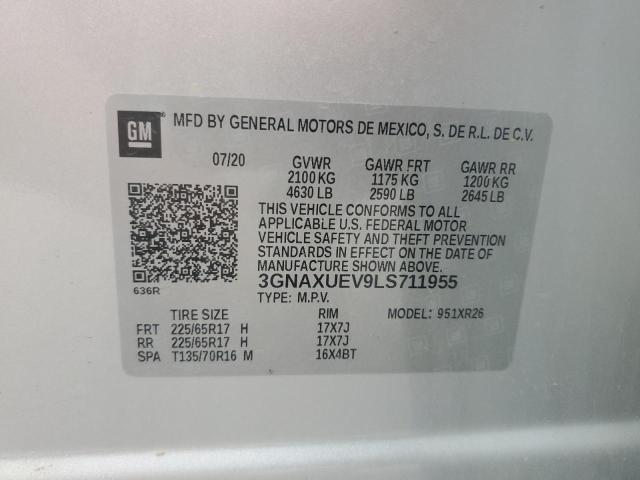 GM
MFD BY GENERAL MOTORS DE MEXICO, S. DE R.L. DE C.V.
07/20 GVWR GAWR FRT GAWR RR
2100 KG 1175 KG 1200 KG
4630 LB 2590 LB 2645 LB
THIS VEHICLE CONFORMS TO ALL
APPLICABLE U.S. FEDERAL MOTOR
VEHICLE SAFETY AND THEFT PREVENTION
STANDARDS IN EFFECT ON THE DATE OF
MANUFACTURE SHOWN ABOVE.
3GNAXUEV9LS711955
636R
TYPE: M.P.V. MODEL: 951XR26
TIRE SIZE RIM
FRT 225/65R17 H 17X7J
RR 225/65R17 H 17X7J
SPA T135/70R16 M 16X4BT